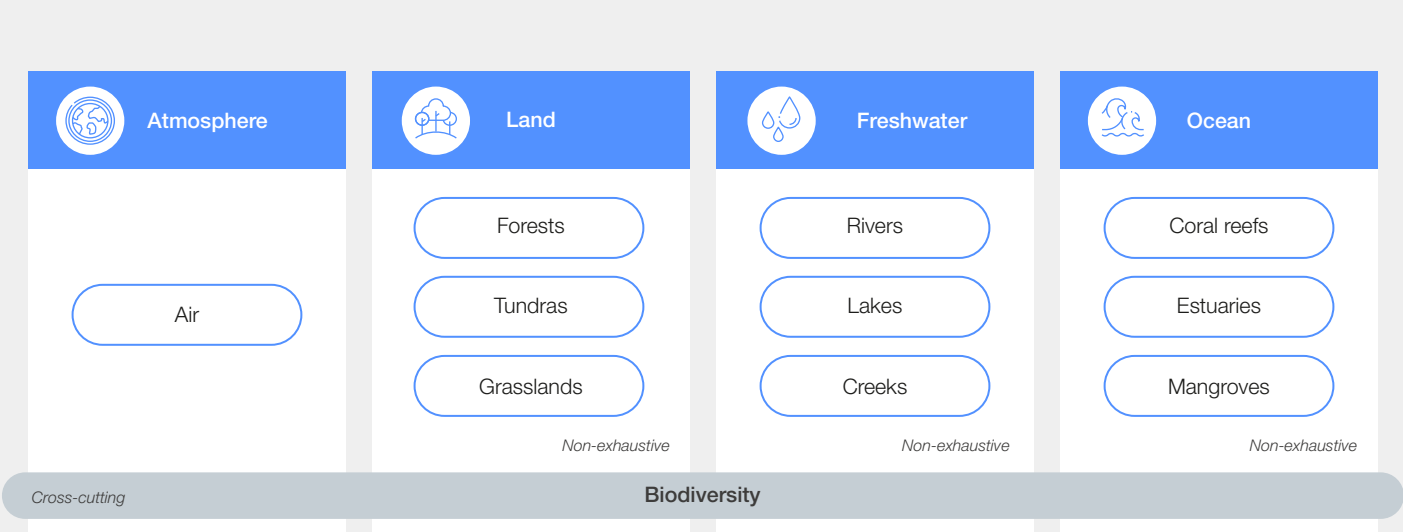 Atmosphere
Air
Land
Forests
Tundras
Grasslands
Non-exhaustive
Freshwater
Rivers
Lakes
Creeks
Non-exhaustive
Ocean
Coral reefs
Estuaries
Mangroves
Non-exhaustive
Cross-cutting
Biodiversity